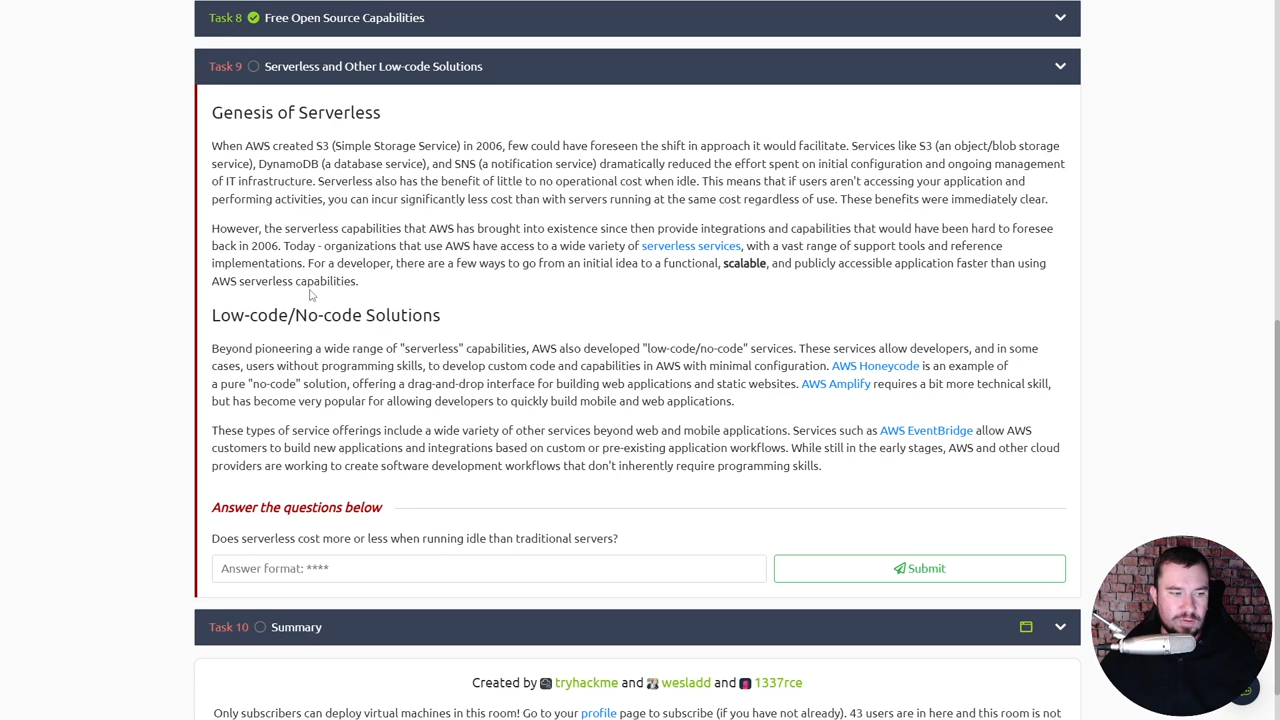 Task 8 Free Open Source Capabilities
Task 9 Serverless and Other Low-code Solutions
Genesis of Serverless
When AWS created S3 (Simple Storage Service) in 2006, few could have foreseen the shift in approach it would facilitate. Services like S3 (an object/blob storage
service), DynamoDB (a database service), and SNS (a notification service) dramatically reduced the effort spent on initial configuration and ongoing management
of IT infrastructure. Serverless also has the benefit of little to no operational cost when idle. This means that if users aren't accessing your application and
performing activities, you can incur significantly less cost than with servers running at the same cost regardless of use. These benefits were immediately clear.
However, the serverless capabilities that AWS has brought into existence since then provide integrations and capabilities that would have been hard to foresee
back in 2006. Today - organizations that use AWS have access to a wide variety of serverless services, with a vast range of support tools and reference
implementations. For a developer, there are a few ways to go from an initial idea to a functional, scalable, and publicly accessible application faster than using
AWS serverless capabilities.
Low-code/No-code Solutions
Beyond pioneering a wide range of "serverless" capabilities, AWS also developed "low-code/no-code" services. These services allow developers, and in some
cases, users without programming skills, to develop custom code and capabilities in AWS with minimal configuration. AWS Honeycode is an example of
a pure "no-code" solution, offering a drag-and-drop interface for building web applications and static websites. AWS Amplify requires a bit more technical skill,
but has become very popular for allowing developers to quickly build mobile and web applications.
These types of service offerings include a wide variety of other services beyond web and mobile applications. Services such as AWS EventBridge allow AWS
customers to build new applications and integrations based on custom or pre-existing application workflows. While still in the early stages, AWS and other cloud
providers are working to create software development workflows that don't inherently require programming skills.
Answer the questions below
Does serverless cost more or less when running idle than traditional servers?
Answer format: **** Submit
Task 10 Summary
Created by tryhackme and wesladd and 1337rce
Only subscribers can deploy virtual machines in this room! Go to your profile page to subscribe (if you have not already). 43 users are in here and this room is not